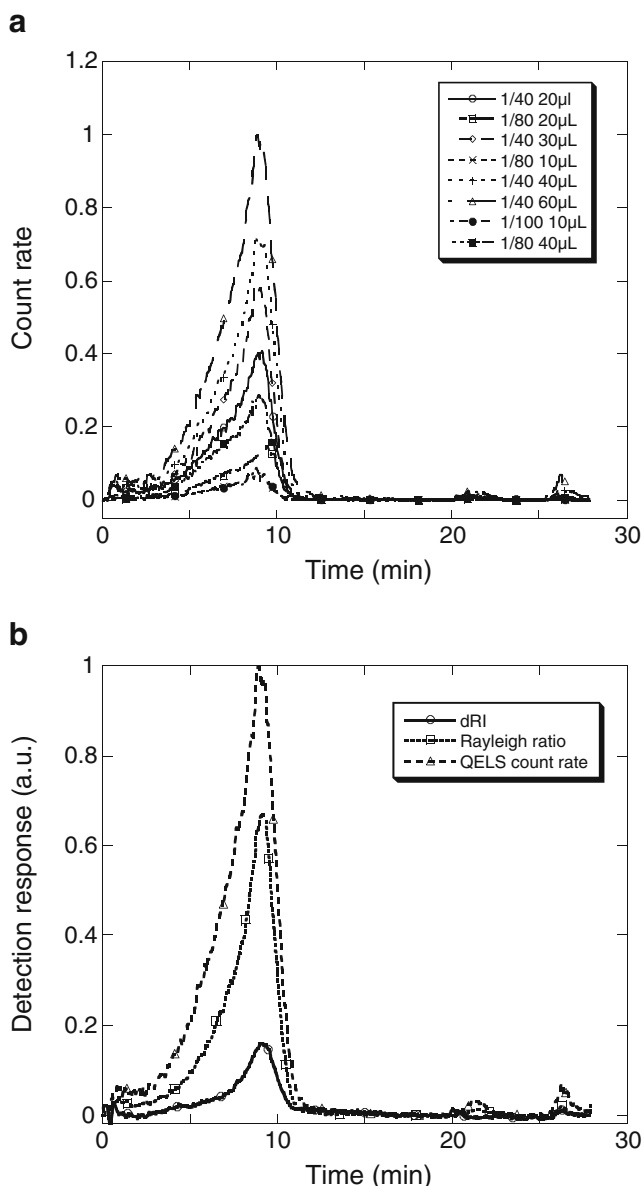 a
1.2
1
0.8
0.6
0.4
0.2
0
Count rate
1/40 20µl
1/80 20µL
1/40 30µL
1/80 10µL
1/40 40µL
1/40 60µL
1/100 10µL
1/80 40µL
0 10 20 30
Time (min)
b
1
0.8
0.6
0.4
0.2
0
Detection response (a.u.)
dRI
Rayleigh ratio
QELS count rate
0 10 20 30
Time (min)